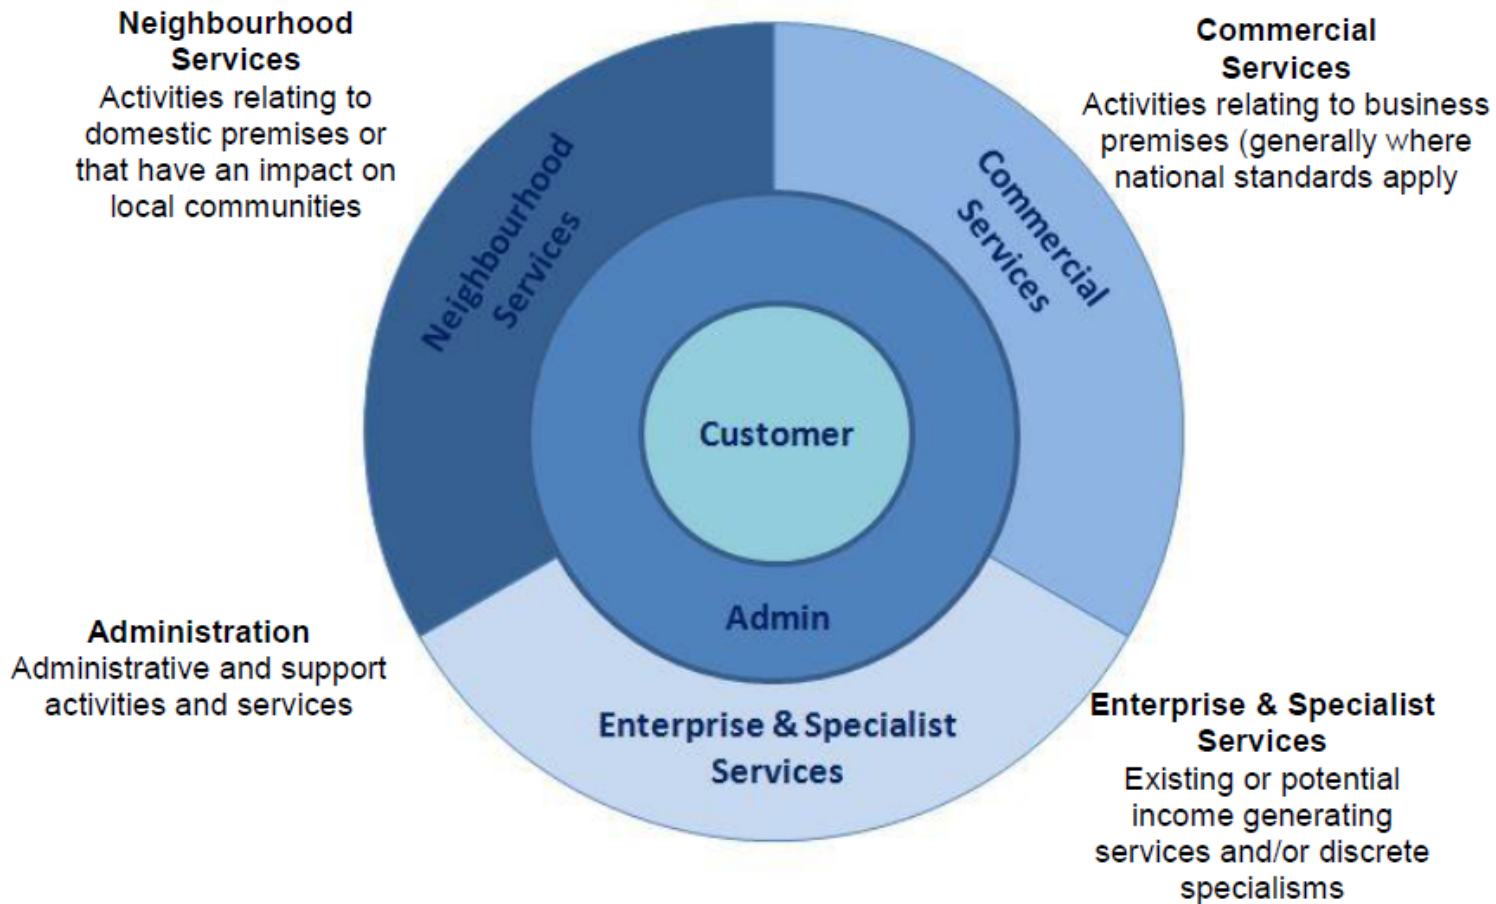 Neighbourhood
Services
Activities relating to
domestic premises or
that have an impact on
local communities
Commercial
Services
Activities relating to business
premises (generally where
national standards apply
Neighbourhood
Services
Commercial
Services
Customer
Admin
Enterprise & Specialist
Services
Administration
Administrative and support
activities and services
Enterprise & Specialist
Services
Existing or potential
income generating
services and/or discrete
specialisms